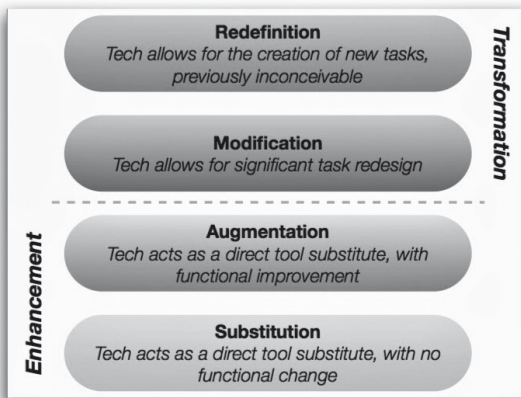 Redefinition
Tech allows for the creation of new tasks,
previously inconceivable
Modification
Tech allows for significant task redesign
Transformation
Augmentation
Tech acts as a direct tool substitute, with
functional improvement
Substitution
Tech acts as a direct tool substitute, with no
functional change
Enhancement